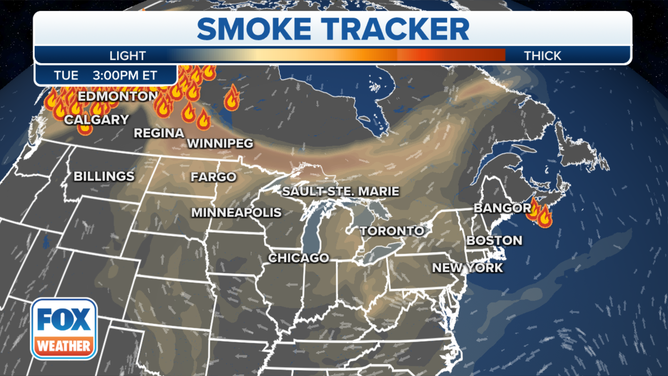 SMOKE TRACKER
LIGHT THICK
TUE 3:00PM ET
EDMONTON
CALGARY
REGINA
WINNIPEG
BILLINGS
FARGO
SAULT STE. MARIE
MINNEAPOLIS
BANGOR
TORONTO
BOSTON
CHICAGO
NEW YORK
FOX
WEATHER